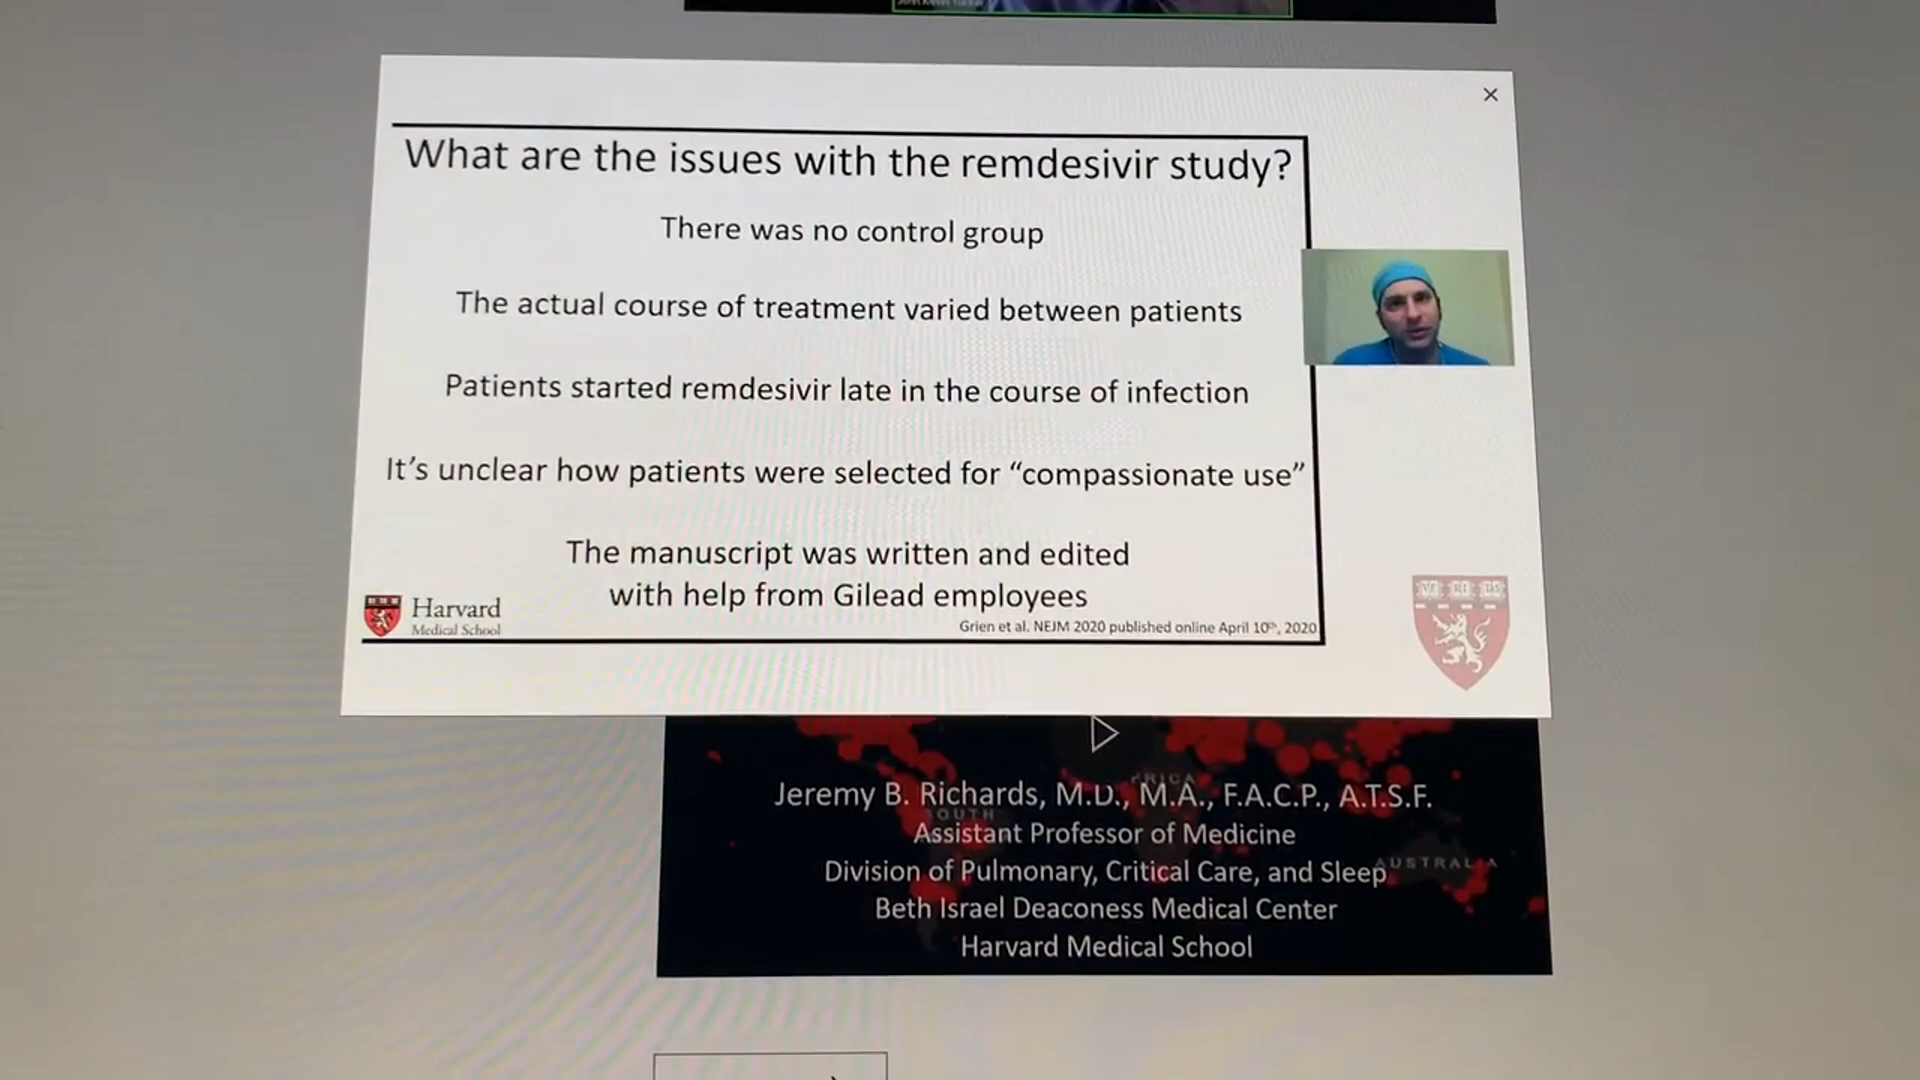 What are the issues with the remdesivir study?
There was no control group
The actual course of treatment varied between patients
Patients started remdesivir late in the course of infection
It's unclear how patients were selected for “compassionate use”
The manuscript was written and edited
with help from Gilead employees
Harvard
Medical School
Grien et al. NEJM 2020 published online April 10th, 2020
Jeremy B. Richards, M.D., M.A., F.A.C.P., A.T.S.F.
Assistant Professor of Medicine
Division of Pulmonary, Critical Care, and Sleep
AUSTRALIA
Beth Israel Deaconess Medical Center
Harvard Medical School